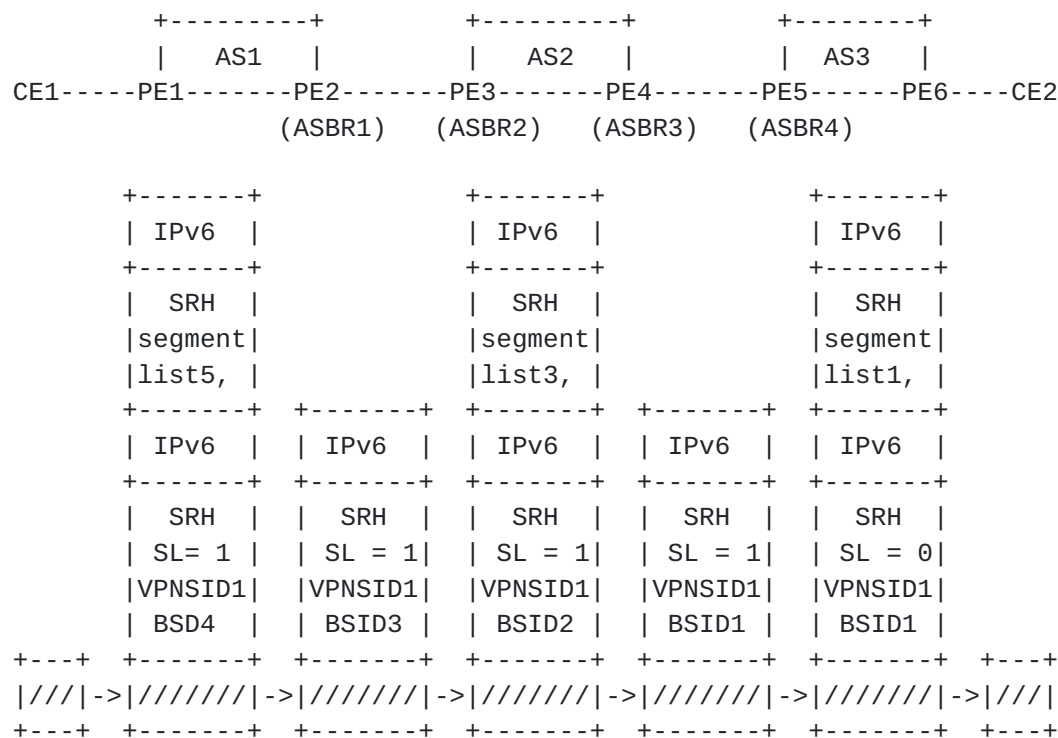 +---------+         +---------+         +--------+
|   AS1   |         |   AS2   |         |  AS3   |
CE1-----PE1-------PE2-------PE3-------PE4-------PE5------PE6----CE2
(ASBR1)   (ASBR2)   (ASBR3)   (ASBR4)
+-------+             +-------+             +-------+
| IPv6  |             | IPv6  |             | IPv6  |
+-------+             +-------+             +-------+
|  SRH  |             |  SRH  |             |  SRH  |
|segment|             |segment|             |segment|
|list5, |             |list3, |             |list1, |
+-------+  +-------+  +-------+  +-------+  +-------+
| IPv6  |  | IPv6  |  | IPv6  |  | IPv6  |  | IPv6  |
+-------+  +-------+  +-------+  +-------+  +-------+
|  SRH  |  |  SRH  |  |  SRH  |  |  SRH  |  |  SRH  |
| SL= 1 |  | SL = 1|  | SL = 1|  | SL = 1|  | SL = 0|
|VPNSID1|  |VPNSID1|  |VPNSID1|  |VPNSID1|  |VPNSID1|
| BSD4  |  | BSID3 |  | BSID2 |  | BSID1 |  | BSID1 |
+---+  +-------+  +-------+  +-------+  +-------+  +-------+  +---+
|///|->|///////|->|///////|->|///////|->|///////|->|///////|->|///|
+---+  +-------+  +-------+  +-------+  +-------+  +-------+  +---+